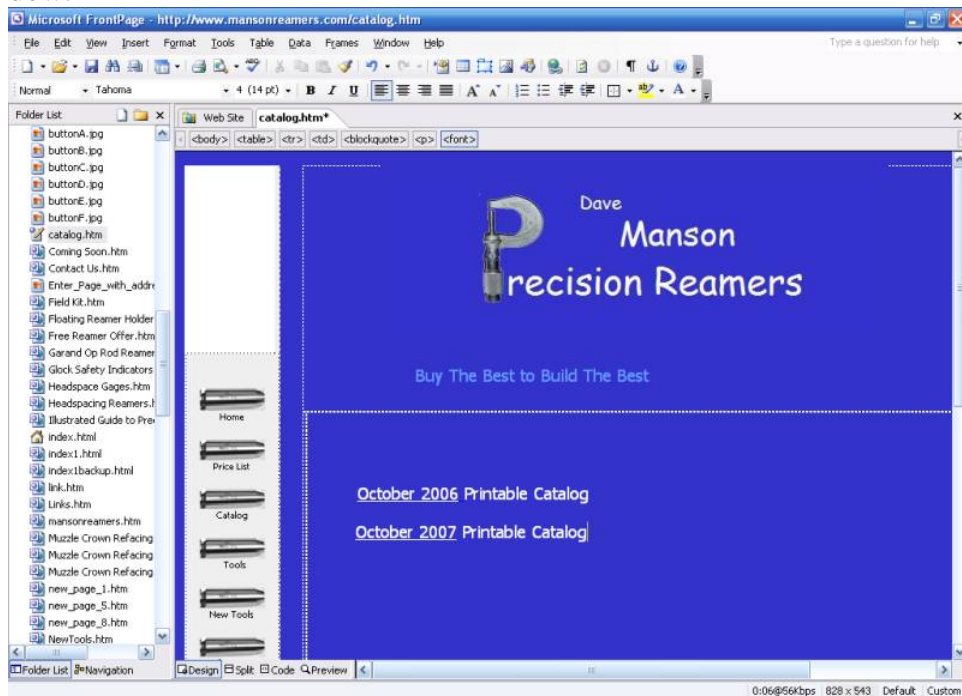 Microsoft FrontPage - http://www.mansonreamers.com/catalog.htm
File Edit View Insert Format Tools Table Data Frames Window Help
Type a question for help
Normal Tahoma 4 (14 pt) B I U A A A
Folder List
Web Site catalog.htm*
<body> <table> <tr> <td> <blockquote> <p> <font>
buttonA.jpg
buttonB.jpg
buttonC.jpg
buttonD.jpg
buttonE.jpg
buttonF.jpg
catalog.htm
Coming Soon.htm
Contact Us.htm
Enter_Page_with_addre
Field Kit.htm
Floating Reamer Holder
Free Reamer Offer.htm
Garand Op Rod Reamer
Glock Safety Indicators
Headspace Gages.htm
Headspacing Reamers.h
Illustrated Guide to Pre
index.html
index1.html
index1backup.html
link.htm
Links.htm
mansonreamers.htm
Muzzle Crown Refacing
Muzzle Crown Refacing
Muzzle Crown Refacing
new_page_1.htm
new_page_5.htm
new_page_8.htm
NewTools.htm
Folder List Navigation
Home
Price List
Catalog
Tools
New Tools
Dave
Manson
Precision Reamers
Buy The Best to Build The Best
October 2006 Printable Catalog
October 2007 Printable Catalog
Design Split Code Preview
0:06@56Kbps 828 x 543 Default Custom